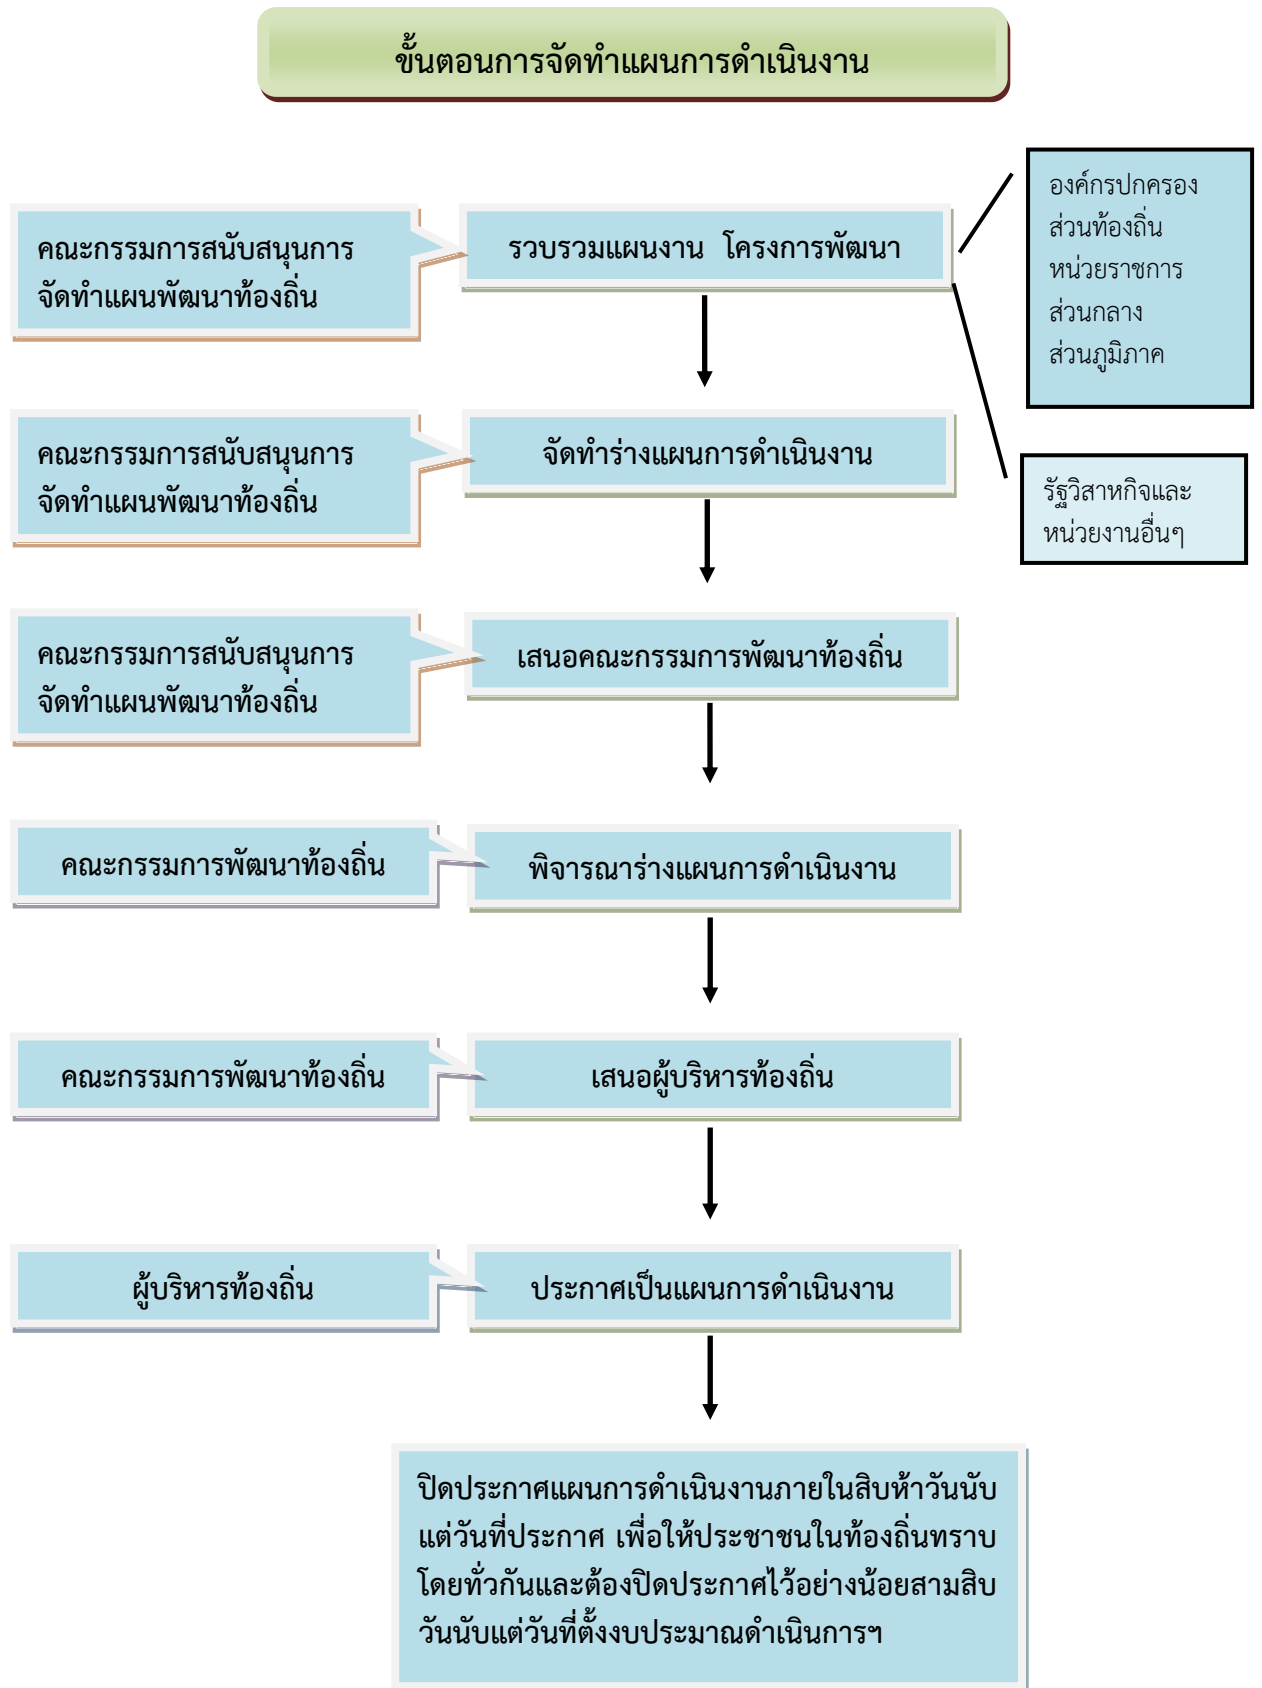 ขั้นตอนการจัดทำแผนการดำเนินงาน
คณะกรรมการสนับสนุนการ
จัดทำแผนพัฒนาท้องถิ่น
รวบรวมแผนงาน โครงการพัฒนา
องค์กรปกครอง
ส่วนท้องถิ่น
หน่วยราชการ
ส่วนกลาง
ส่วนภูมิภาค
คณะกรรมการสนับสนุนการ
จัดทำแผนพัฒนาท้องถิ่น
จัดทำร่างแผนการดำเนินงาน
รัฐวิสาหกิจและ
หน่วยงานอื่นๆ
คณะกรรมการสนับสนุนการ
จัดทำแผนพัฒนาท้องถิ่น
เสนอคณะกรรมการพัฒนาท้องถิ่น
คณะกรรมการพัฒนาท้องถิ่น
พิจารณาร่างแผนการดำเนินงาน
คณะกรรมการพัฒนาท้องถิ่น
เสนอผู้บริหารท้องถิ่น
ผู้บริหารท้องถิ่น
ประกาศเป็นแผนการดำเนินงาน
ปิดประกาศแผนการดำเนินงานภายในสิบห้าวันนับ
แต่วันที่ประกาศ เพื่อให้ประชาชนในท้องถิ่นทราบ
โดยทั่วกันและต้องปิดประกาศไว้อย่างน้อยสามสิบ
วันนับแต่วันที่ตั้งงบประมาณดำเนินการฯ